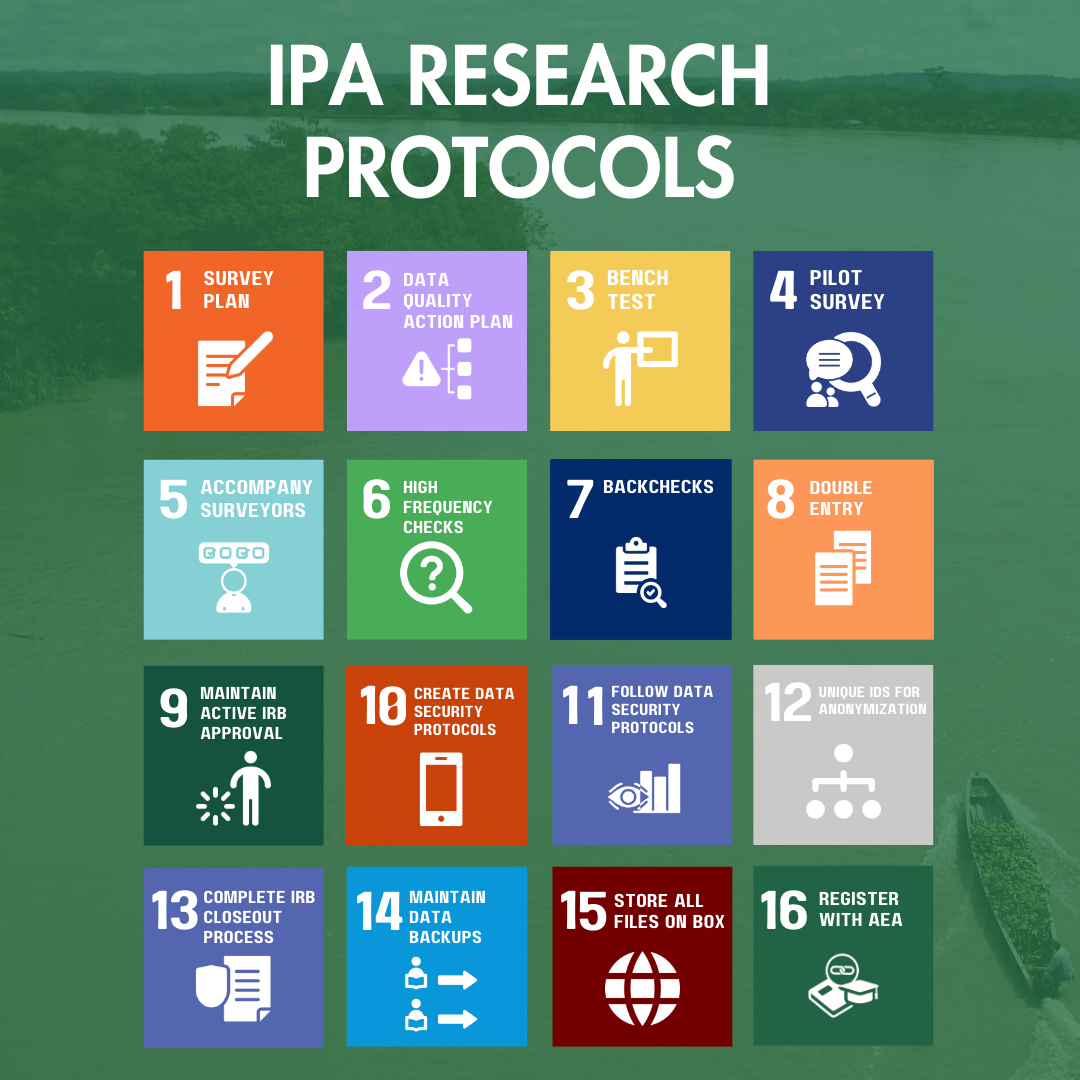 IPA RESEARCH
PROTOCOLS
1
SURVEY
PLAN
2
DATA
QUALITY
ACTION PLAN
3
BENCH
TEST
4
PILOT
SURVEY
5
ACCOMPANY
SURVEYORS
6
HIGH
FREQUENCY
CHECKS
?
7
BACKCHECKS
8
DOUBLE
ENTRY
9
MAINTAIN
ACTIVE IRB
APPROVAL
10
CREATE DATA
SECURITY
PROTOCOLS
11
FOLLOW DATA
SECURITY
PROTOCOLS
12
UNIQUE IDS FOR
ANONYMIZATION
13
COMPLETE IRB
CLOSEOUT
PROCESS
14
MAINTAIN
DATA
BACKUPS
15
STORE ALL
FILES ON BOX
16
REGISTER
WITH AEA